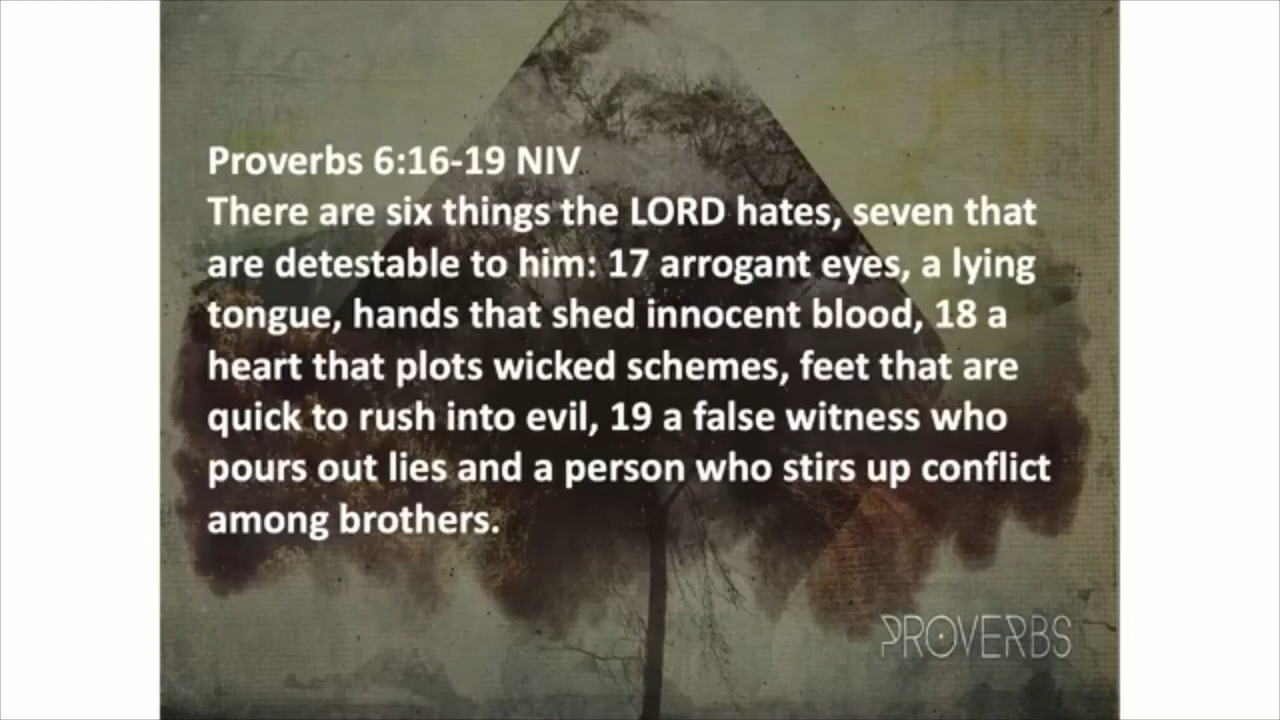 Proverbs 6:16-19 NIV
There are six things the LORD hates, seven that
are detestable to him: 17 arrogant eyes, a lying
tongue, hands that shed innocent blood, 18 a
heart that plots wicked schemes, feet that are
quick to rush into evil, 19 a false witness who
pours out lies and a person who stirs up conflict
among brothers.
PROVERBS